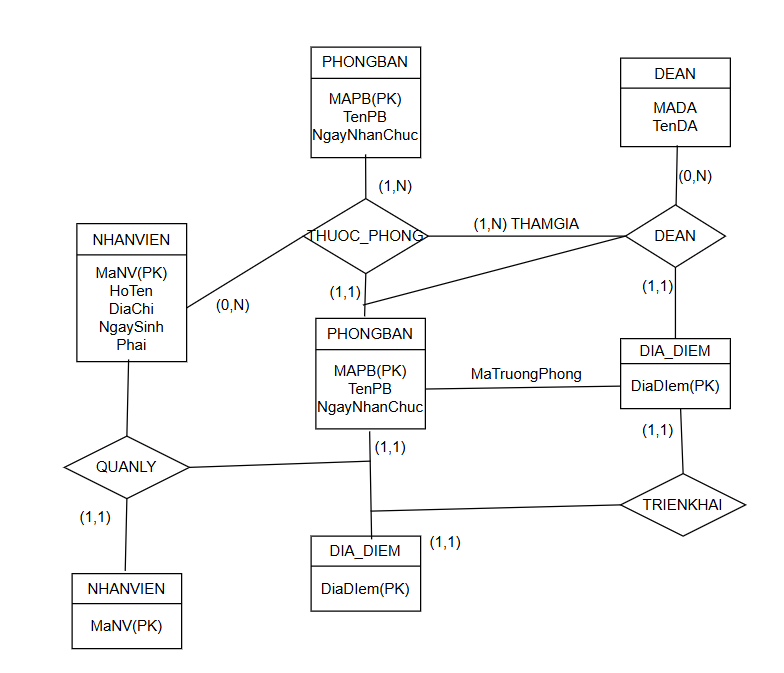 PHONGBAN
MAPB(PK)
TenPB
NgayNhanChuc
DEAN
MADA
TenDA
(1,N)
(0,N)
NHANVIEN
MaNV(PK)
HoTen
DiaChi
NgaySinh
Phai
THUOC_PHONG
(1,N) THAMGIA
DEAN
(0,N)
(1,1)
(1,1)
PHONGBAN
MAPB(PK)
TenPB
NgayNhanChuc
MaTruongPhong
DIA_DIEM
DiaDIem(PK)
(1,1)
(1,1)
QUANLY
TRIENKHAI
(1,1)
(1,1)
DIA_DIEM
DiaDIem(PK)
NHANVIEN
MaNV(PK)